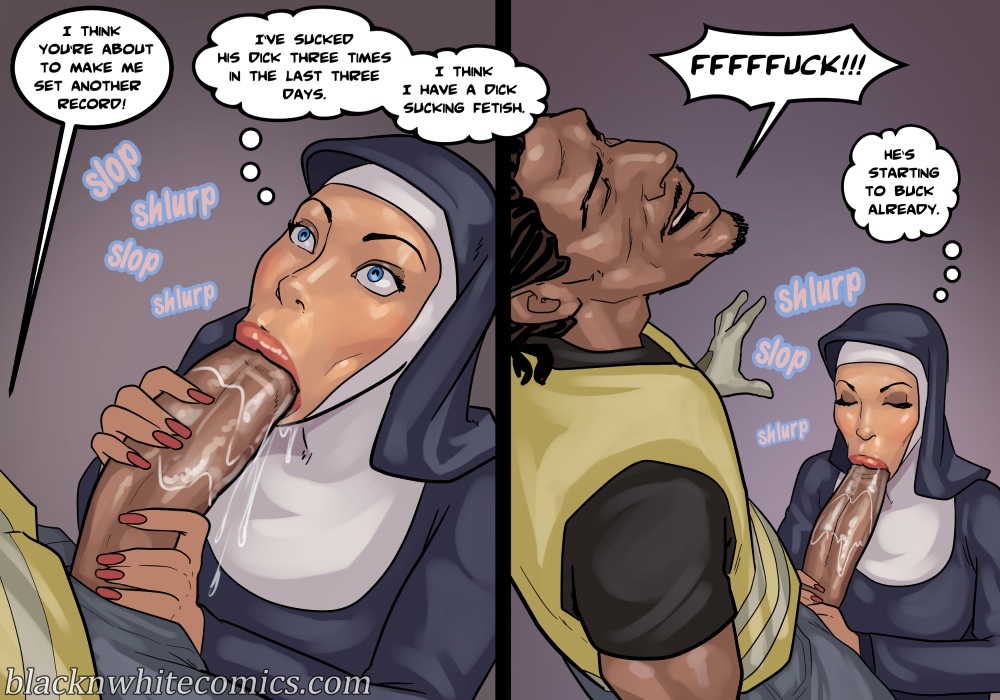 I THINK
YOU'RE ABOUT
TO MAKE ME
SET ANOTHER
RECORD!
I'VE SUCKED
HIS DICK THREE TIMES
IN THE LAST THREE
DAYS.
I THINK
I HAVE A DICK
SUCKING FETISH.
slop
shlurp
slop
shlurp
FFFFFUCK!!!
HE'S
STARTING
TO BUCK
ALREADY.
shlurp
slop
shlurp
blacknwhitecomics.com